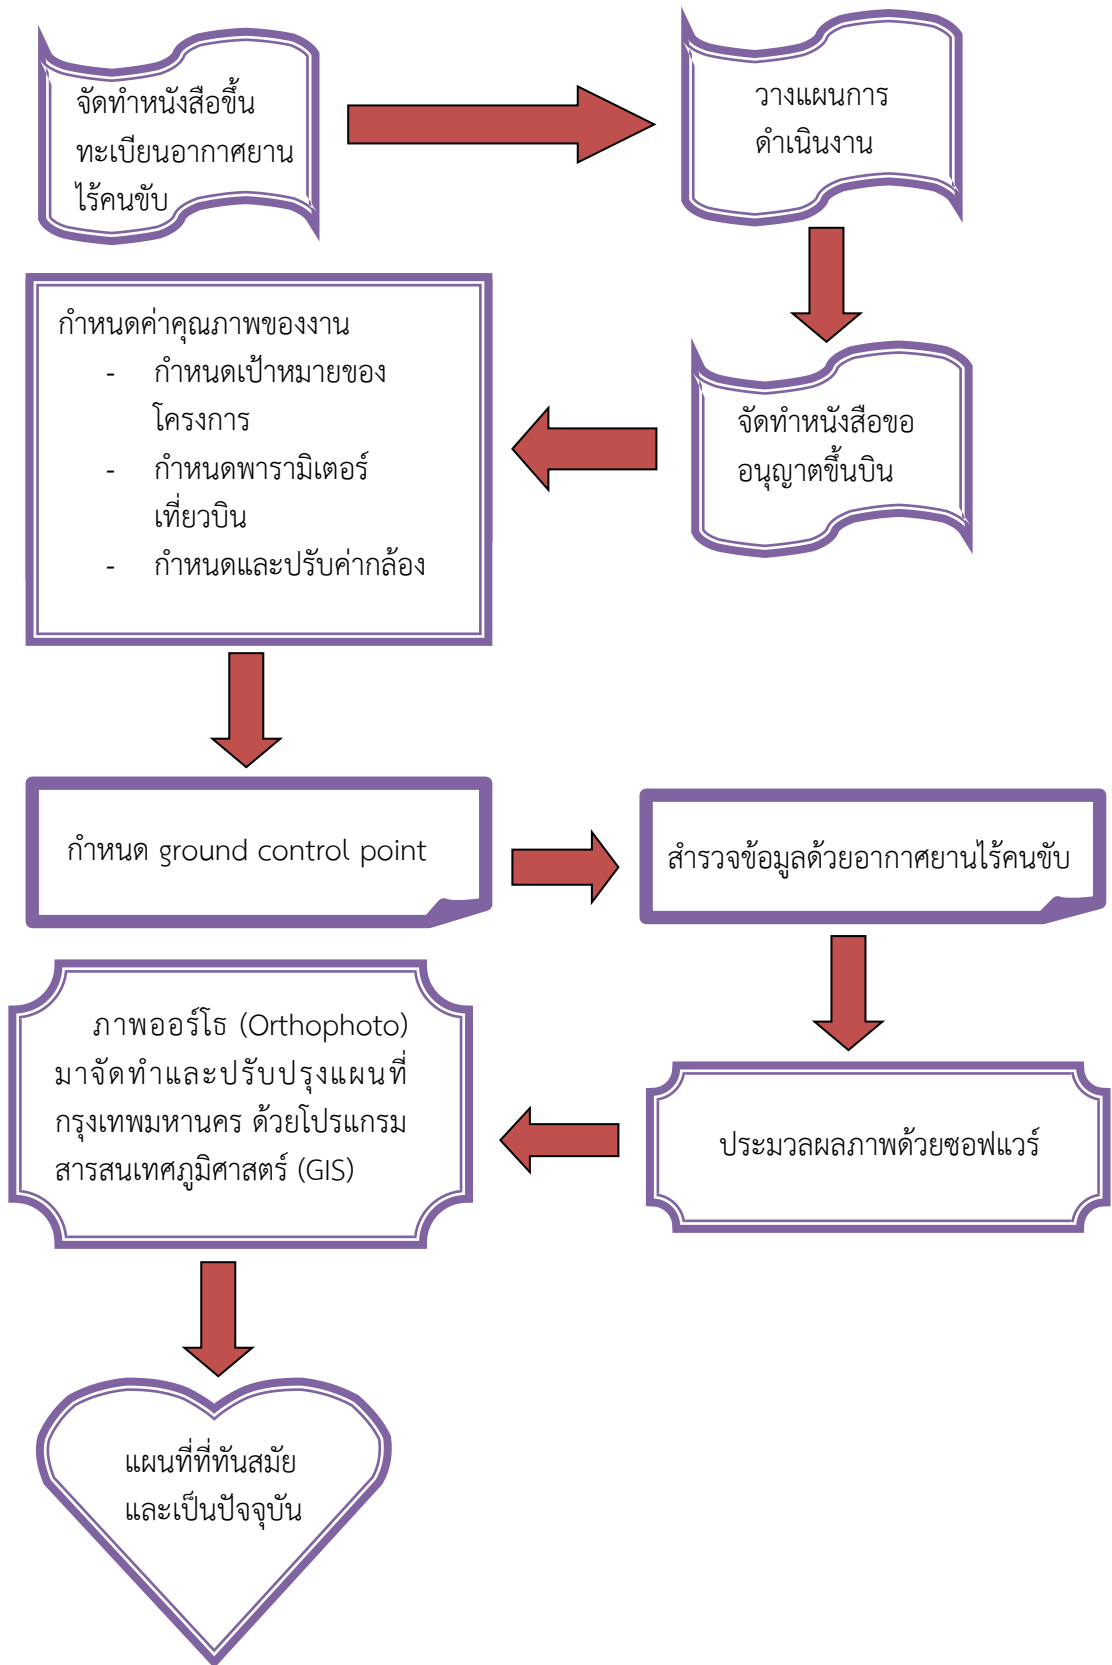 จัดทำหนังสือขึ้น
ทะเบียนอากาศยาน
ไร้คนขับ
วางแผนการ
ดำเนินงาน
จัดทำหนังสือขอ
อนุญาตขึ้นบิน
กำหนดค่าคุณภาพของงาน
- กำหนดเป้าหมายของ
โครงการ
- กำหนดพารามิเตอร์
เที่ยวบิน
- กำหนดและปรับค่ากล้อง
กำหนด ground control point
สำรวจข้อมูลด้วยอากาศยานไร้คนขับ
ประมวลผลภาพด้วยซอฟแวร์
ภาพออร์โธ (Orthophoto)
มาจัดทำและปรับปรุงแผนที่
กรุงเทพมหานคร ด้วยโปรแกรม
สารสนเทศภูมิศาสตร์ (GIS)
แผนที่ที่ทันสมัย
และเป็นปัจจุบัน